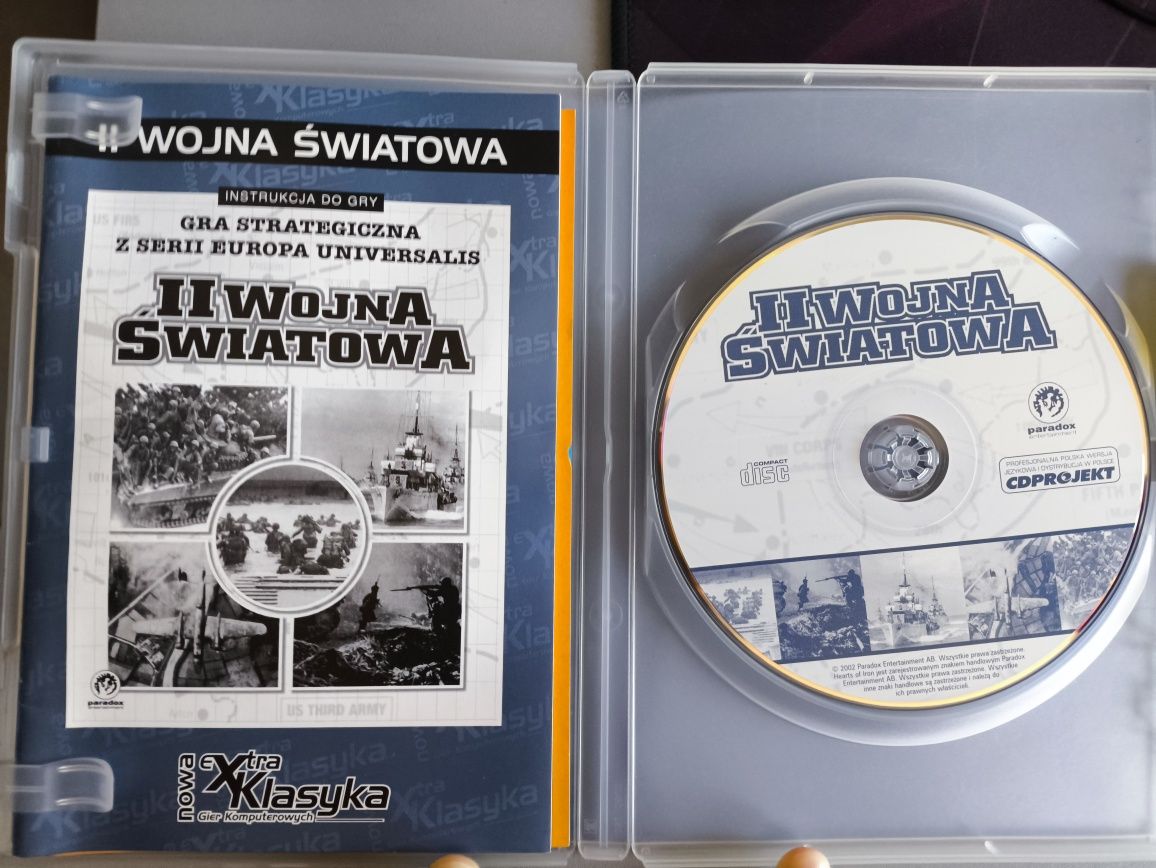 II WOJNA ŚWIATOWA
INSTRUKCJA DO GRY
GRA STRATEGICZNA
Z SERII EUROPA UNIVERSALIS
II WOJNA
ŚWIATOWA
paradox
entertainment
US THIRD ARMY
nowa eXtra
Klasyka
Gier Komputerowych
II WOJNA
ŚWIATOWA
paradox
entertainment
COMPACT
disc
PROFESJONALNA POLSKA WERSJA
JĘZYKOWA I DYSTRYBUCJA W POLSCE
CDPROJEKT
© 2002 Paradox Entertainment AB. Wszystkie prawa zastrzeżone.
Hearts of Iron jest zarejestrowanym znakiem handlowym Paradox
Entertainment AB. Wszystkie prawa zastrzeżone. Wszystkie
inne znaki handlowe są zastrzeżone i należą do
ich prawnych właścicieli.